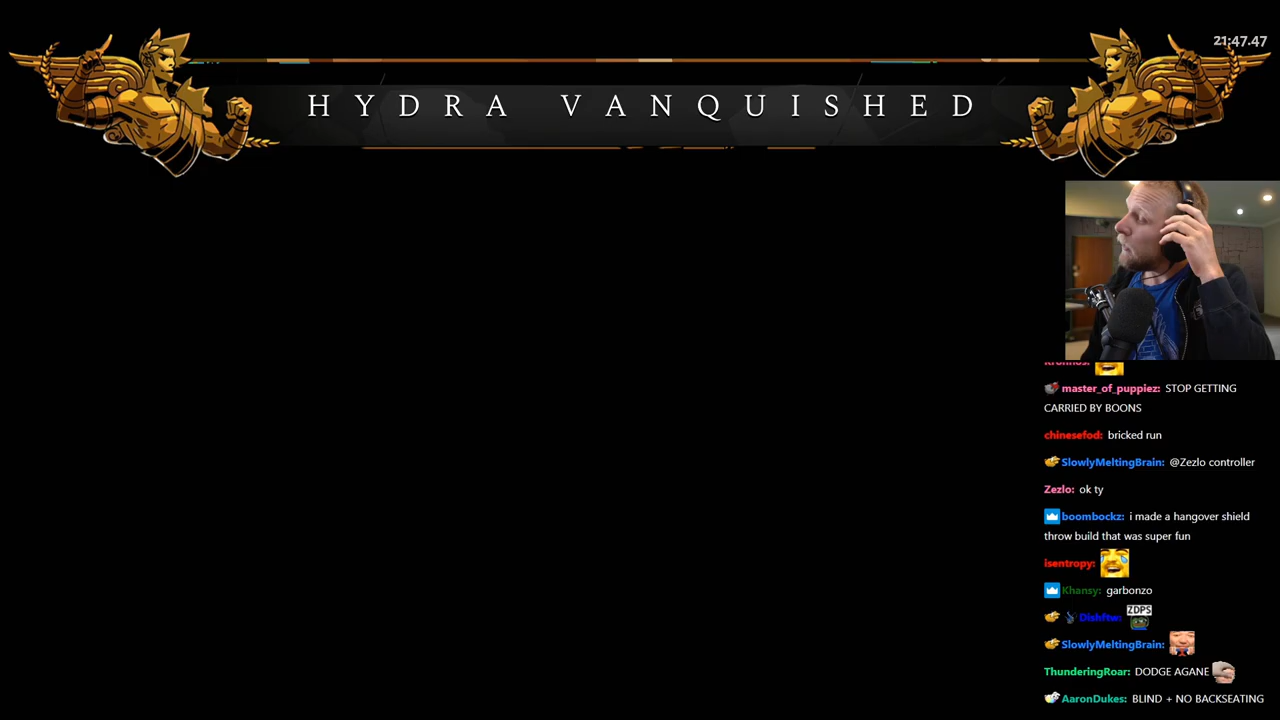 21:47.47
HYDRA VANQUISHED
Kronnos:
master_of_puppiez: STOP GETTING
CARRIED BY BOONS
chinesefod: bricked run
SlowlyMeltingBrain: @Zezlo controller
Zezlo: ok ty
boombockz: i made a hangover shield
throw build that was super fun
isentropy:
Khansy: garbonzo
ZDPS
Dishftw:
SlowlyMeltingBrain:
ThunderingRoar: DODGE AGANE
AaronDukes: BLIND + NO BACKSEATING